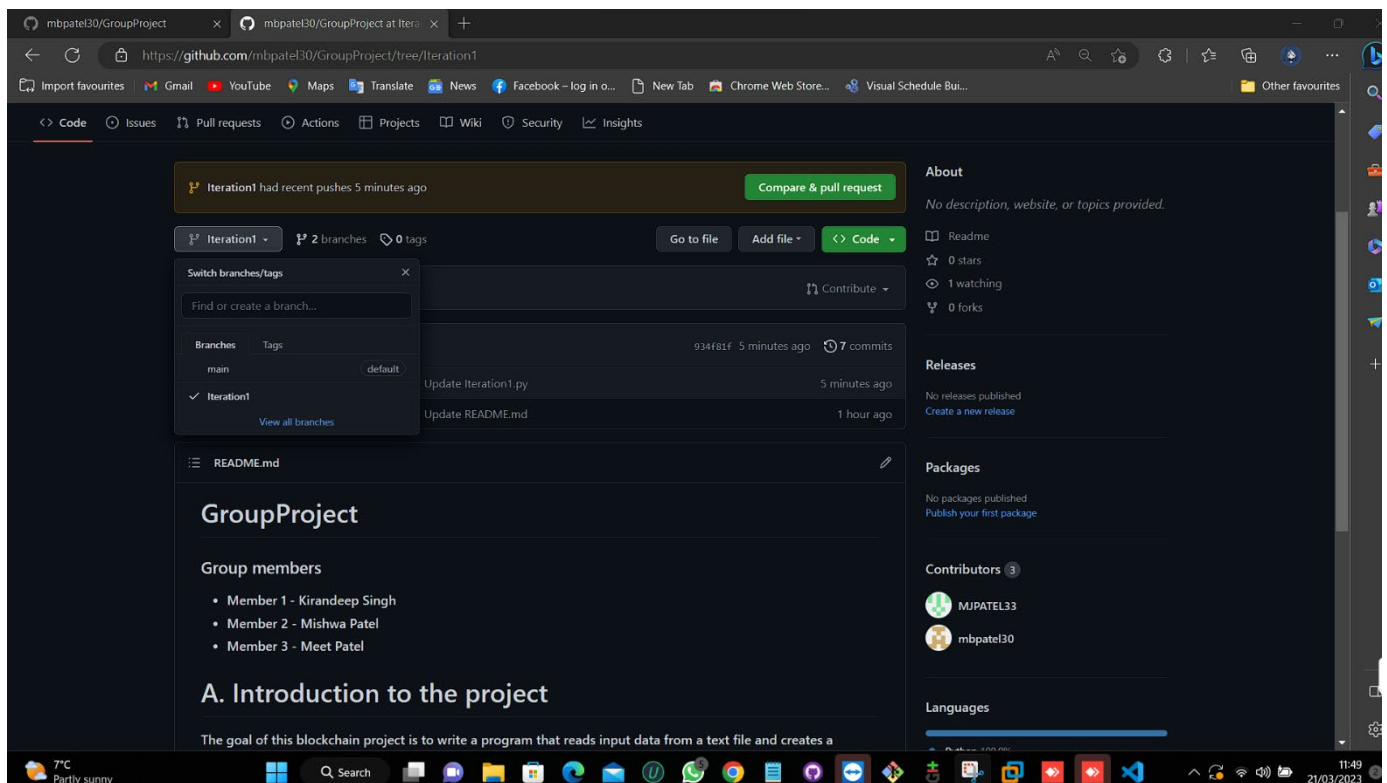 mbpatel30/GroupProject
mbpatel30/GroupProject at Itera
https://github.com/mbpatel30/GroupProject/tree/Iteration1
Import favourites
Gmail
YouTube
Maps
Translate
News
Facebook – log in o...
New Tab
Chrome Web Store...
Visual Schedule Bui...
Other favourites
Code
Issues
Pull requests
Actions
Projects
Wiki
Security
Insights
Iteration1 had recent pushes 5 minutes ago
Compare & pull request
Iteration1
2 branches
0 tags
Go to file
Add file
Code
Switch branches/tags
Find or create a branch...
Branches
Tags
main
default
Iteration1
View all branches
Contribute
934f81f 5 minutes ago
7 commits
Update Iteration1.py
5 minutes ago
Update README.md
1 hour ago
README.md
GroupProject
Group members
• Member 1 - Kirandeep Singh
• Member 2 - Mishwa Patel
• Member 3 - Meet Patel
A. Introduction to the project
The goal of this blockchain project is to write a program that reads input data from a text file and creates a
About
No description, website, or topics provided.
Readme
0 stars
1 watching
0 forks
Releases
No releases published
Create a new release
Packages
No packages published
Publish your first package
Contributors 3
MJPATEL33
mbpatel30
Languages
Python 100.0%
7°C
Partly sunny
Search
5
11:49
21/03/2023